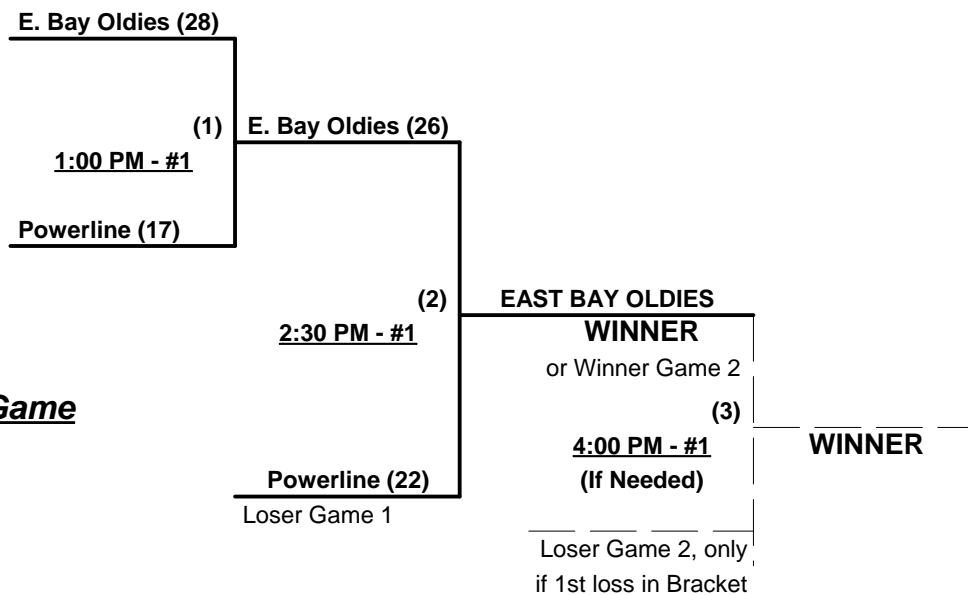 E. Bay Oldies (28)
(1) E. Bay Oldies (26)
1:00 PM - #1
Powerline (17)
(2) EAST BAY OLDIES
2:30 PM - #1 WINNER
or Winner Game 2
Game
(3)
4:00 PM - #1 WINNER
(If Needed)
Powerline (22)
Loser Game 1
Loser Game 2, only
if 1st loss in Bracket